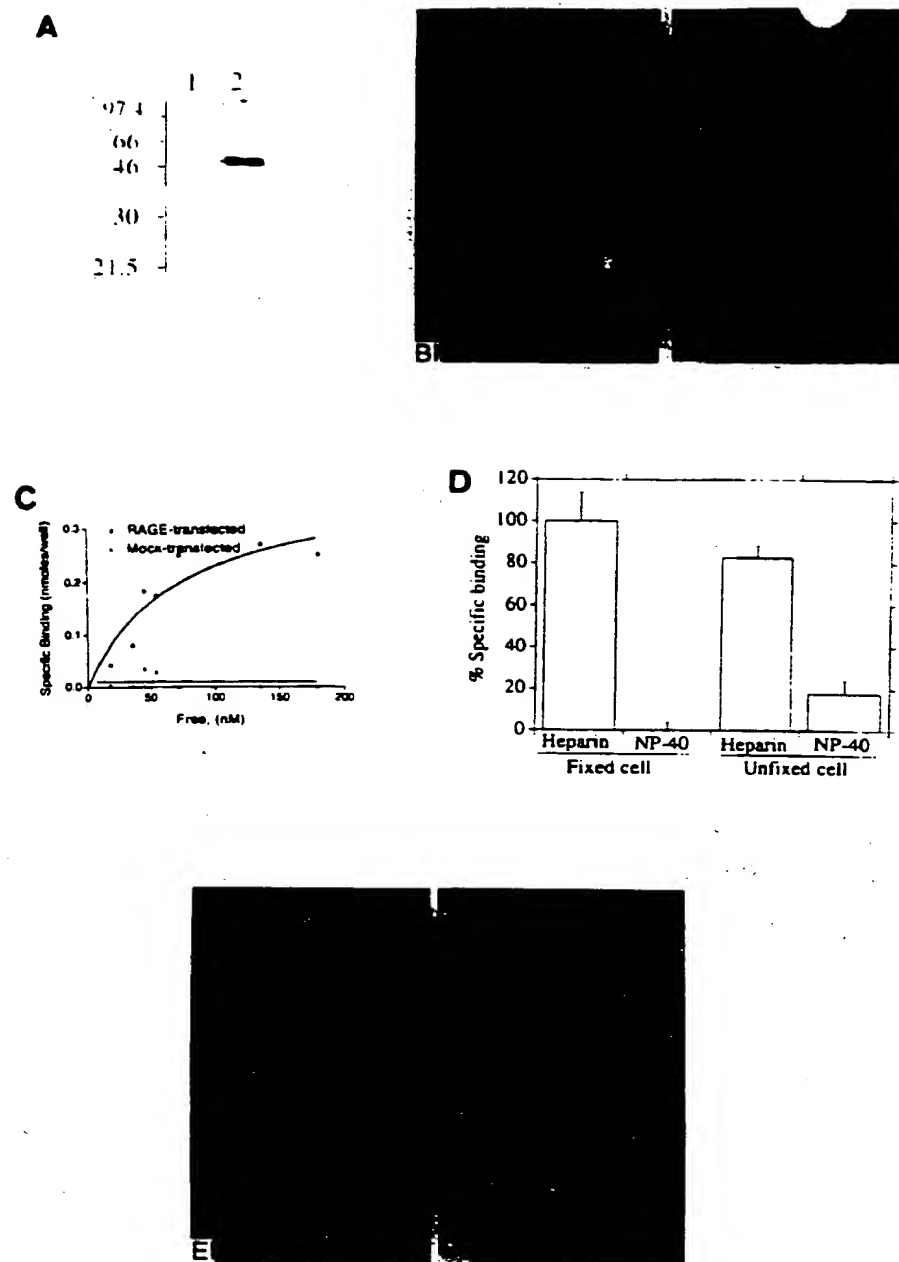 A
1 2
97.4
66
46
30
21.5
B
C
RAGE-transfected
Mock-transfected
Specific Binding (nmoles/well)
0.3
0.2
0.1
0.0
0 50 100 150 200
Free, (nM)
D
% Specific binding
120
100
80
60
40
20
0
Heparin NP-40 Heparin NP-40
Fixed cell Unfixed cell
E